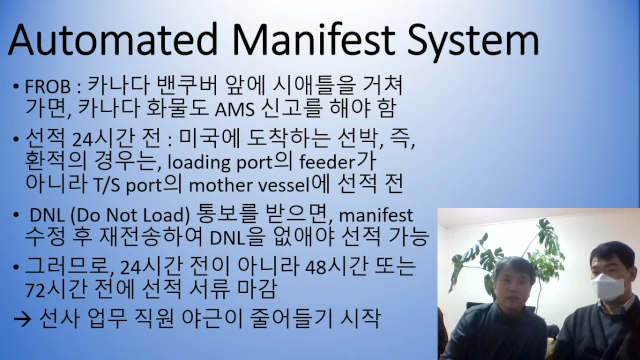 Automated Manifest System
• FROB : 카나다 밴쿠버 앞에 시애틀을 거쳐
가면, 카나다 화물도 AMS 신고를 해야 함
• 선적 24시간 전 : 미국에 도착하는 선박, 즉,
환적의 경우는, loading port의 feeder가
아니라 T/S port의 mother vessel에 선적 전
• DNL (Do Not Load) 통보를 받으면, manifest
수정 후 재전송하여 DNL을 없애야 선적 가능
• 그러므로, 24시간 전이 아니라 48시간 또는
72시간 전에 선적 서류 마감
→ 선사 업무 직원 야근이 줄어들기 시작